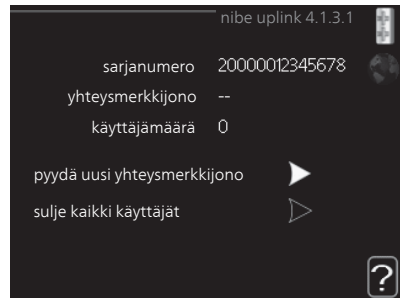 nibe uplink 4.1.3.1
sarjanumero 20000012345678
yhteysmerkkijono --
käyttäjämäärä 0
pyydä uusi yhteysmerkkijono
sulje kaikki käyttäjät
?